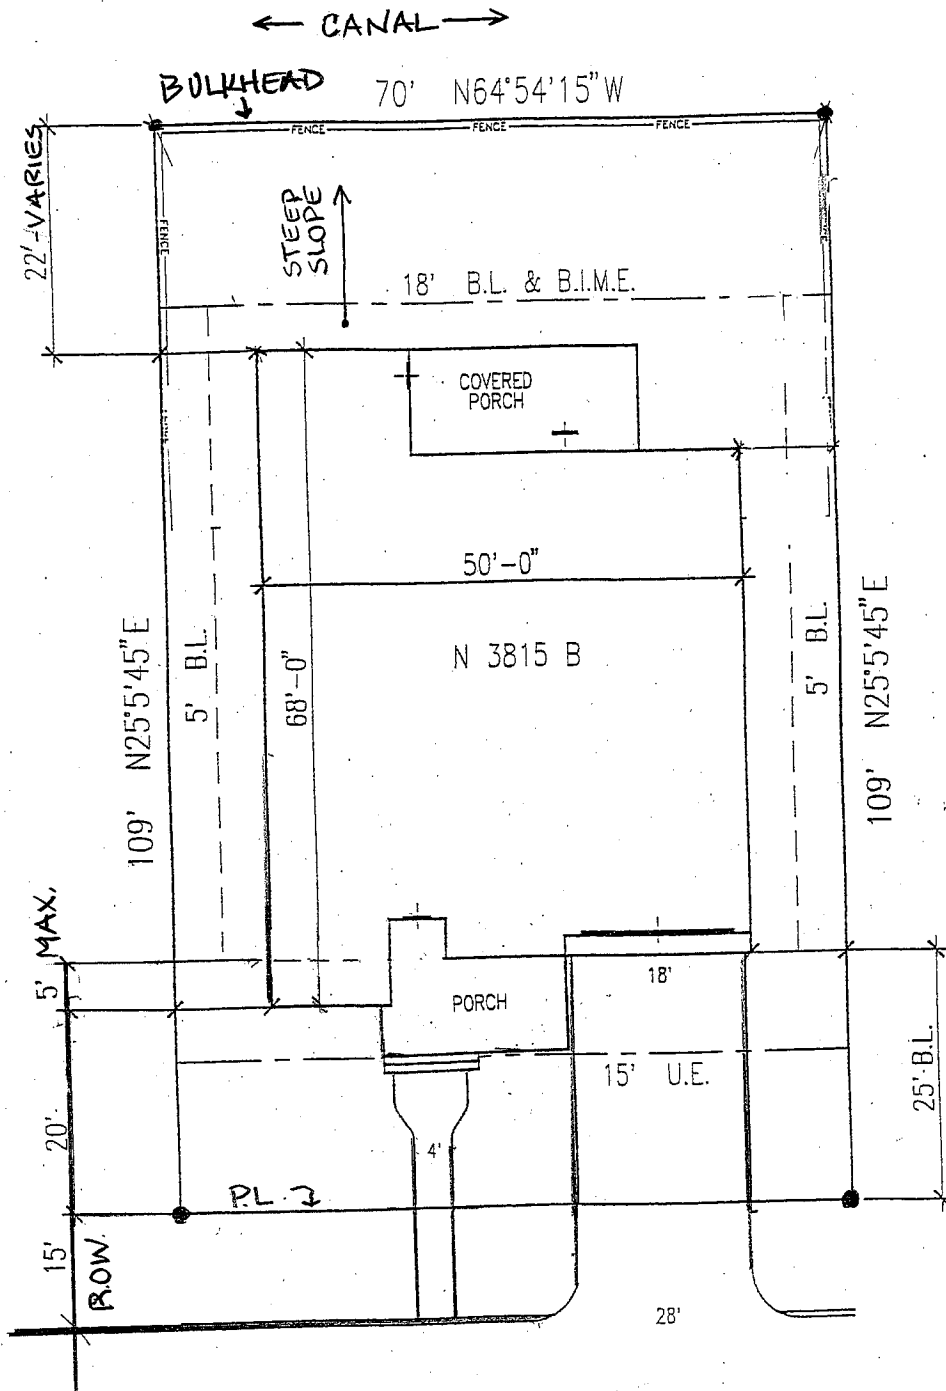 ← CANAL →
BULKHEAD
70' N64°54'15"W
FENCE FENCE FENCE
22'-VARIES
STEEP
SLOPE
FENCE
FENCE
18' B.L. & B.I.M.E.
COVERED
PORCH
50'-0"
N 3815 B
68'-0"
5' B.L.
5' B.L.
109' N25°5'45"E
109' N25°5'45"E
5' MAX.
18'
PORCH
15' U.E.
25' B.L.
20'
4'
P.L.
15'
R.O.W.
28'